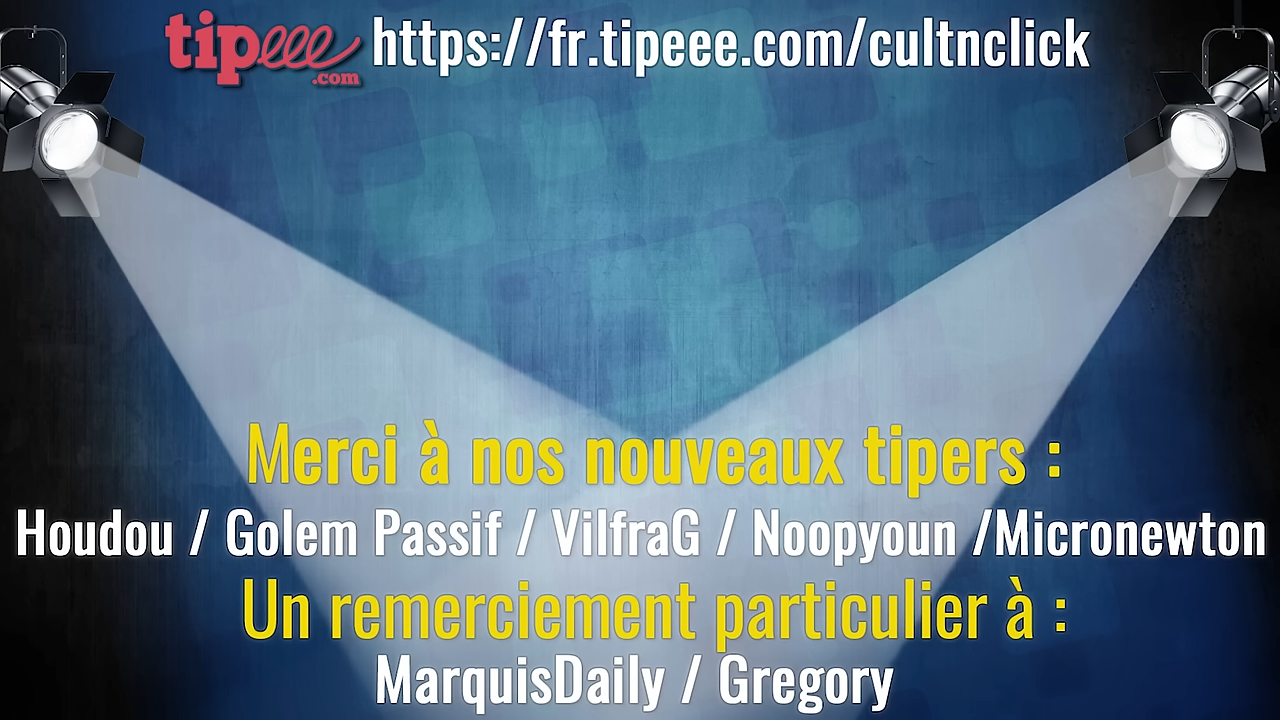 tipeee.com https://fr.tipeee.com/cultnclick
Merci à nos nouveaux tipers :
Houdou / Golem Passif / VilfraG / Noopyoun /Micronewton
Un remerciement particulier à :
MarquisDaily / Gregory